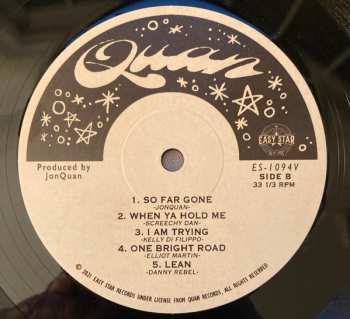 Quan
EASY STAR
Produced by
JonQuan
ES-1094V
SIDE B
33 1/3 RPM
1. SO FAR GONE
-JONQUAN-
2. WHEN YA HOLD ME
-SCREECHY DAN-
3. I AM TRYING
-KELLY DI FILIPPO-
4. ONE BRIGHT ROAD
-ELLIOT MARTIN-
5. LEAN
-DANNY REBEL-
© 2021 EASY STAR RECORDS UNDER LICENSE FROM QUAN RECORDS, ALL RIGHTS RESERVED